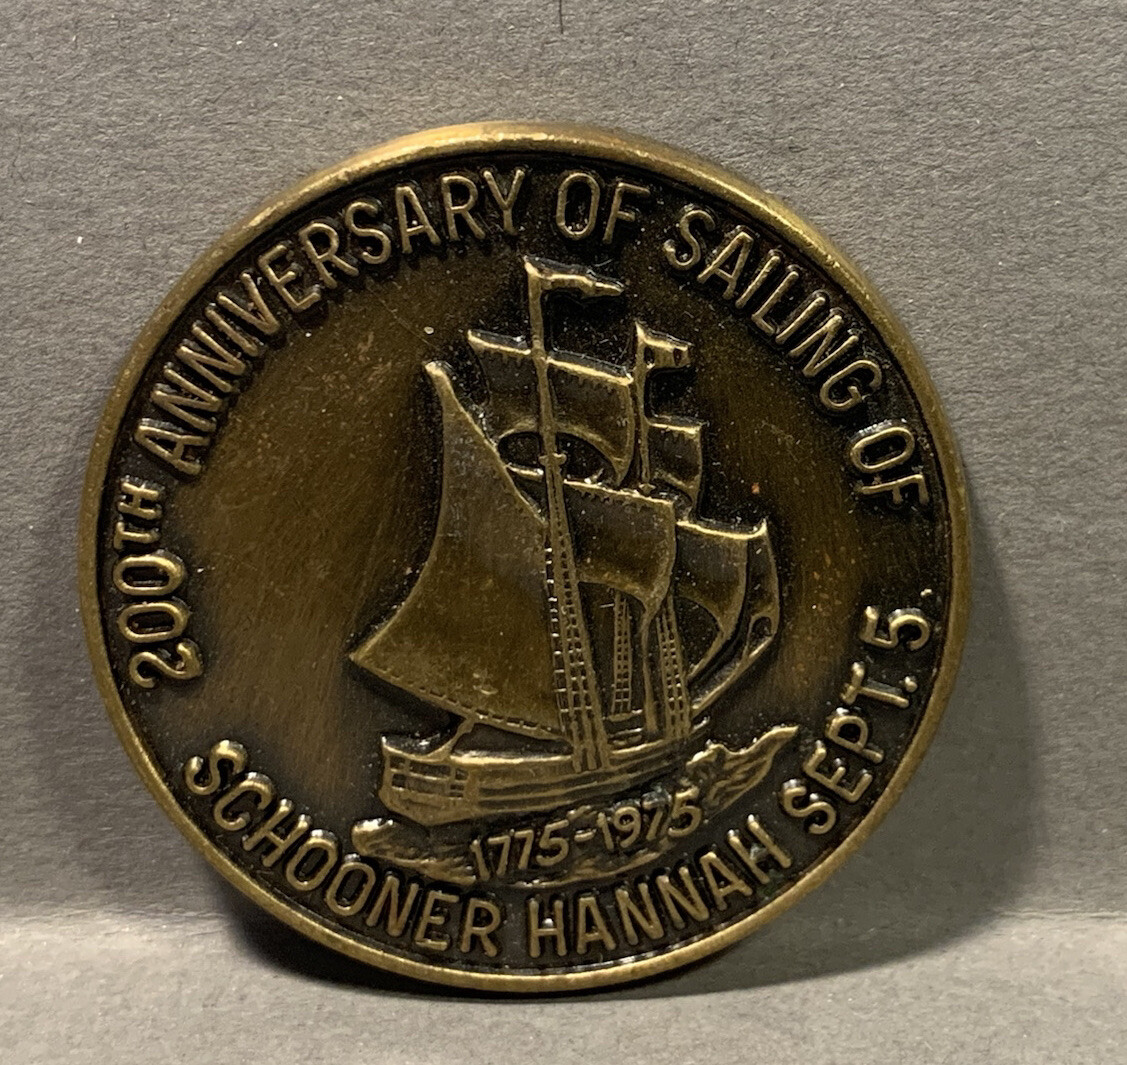 200TH ANNIVERSARY OF SAILING OF
SCHOONER HANNAH SEPT. 5.
1775-1975